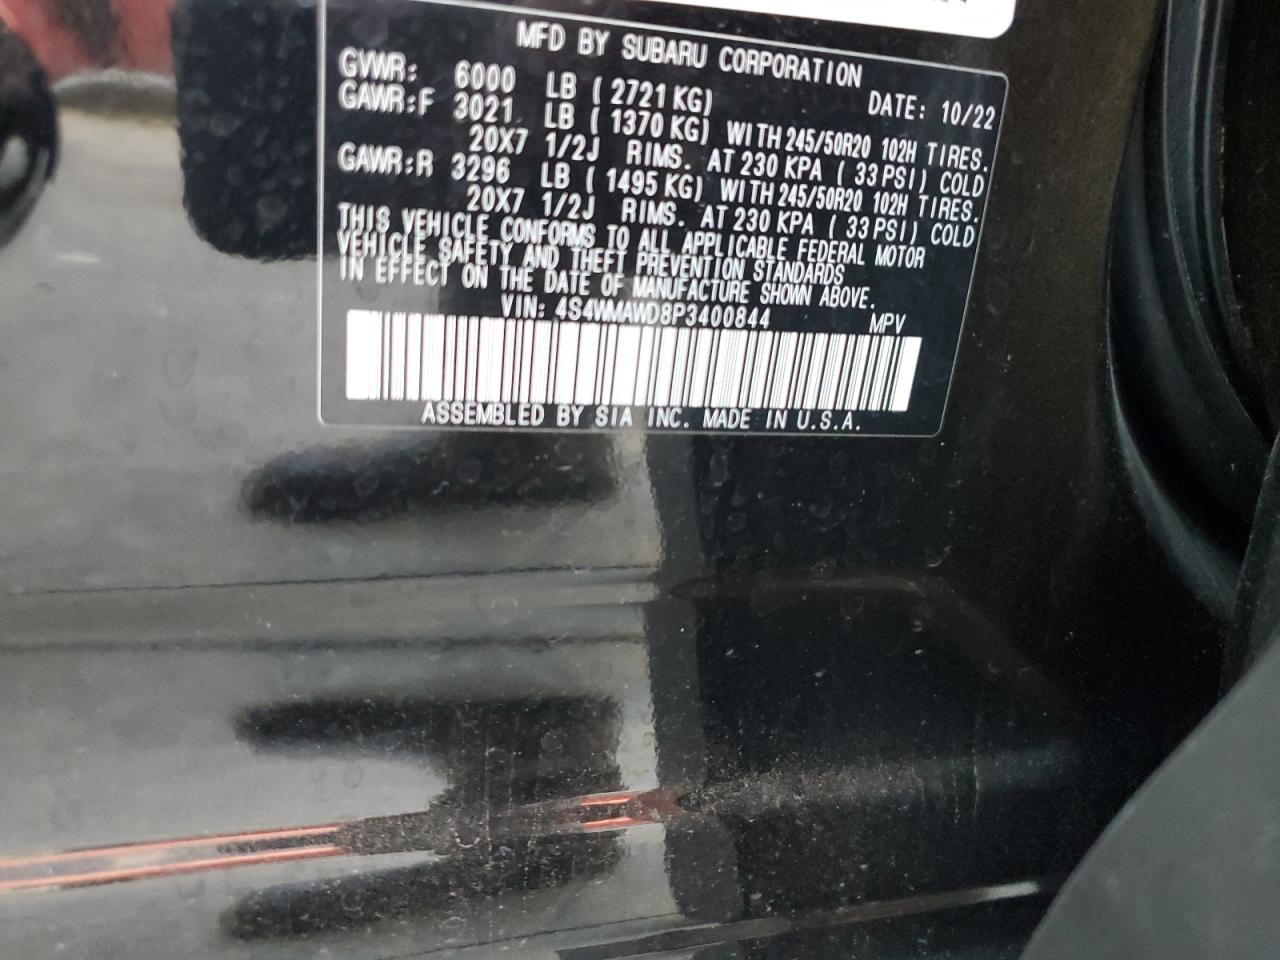 MFD BY SUBARU CORPORATION
GVWR: 6000 LB ( 2721 KG) DATE: 10/22
GAWR:F 3021 LB ( 1370 KG) WITH 245/50R20 102H TIRES.
20X7 1/2J RIMS. AT 230 KPA ( 33 PSI) COLD
GAWR:R 3296 LB ( 1495 KG) WITH 245/50R20 102H TIRES.
20X7 1/2J RIMS. AT 230 KPA ( 33 PSI) COLD
THIS VEHICLE CONFORMS TO ALL APPLICABLE FEDERAL MOTOR
VEHICLE SAFETY AND THEFT PREVENTION STANDARDS
IN EFFECT ON THE DATE OF MANUFACTURE SHOWN ABOVE.
VIN: 4S4WMAWD8P3400844 MPV
ASSEMBLED BY SIA INC. MADE IN U.S.A.